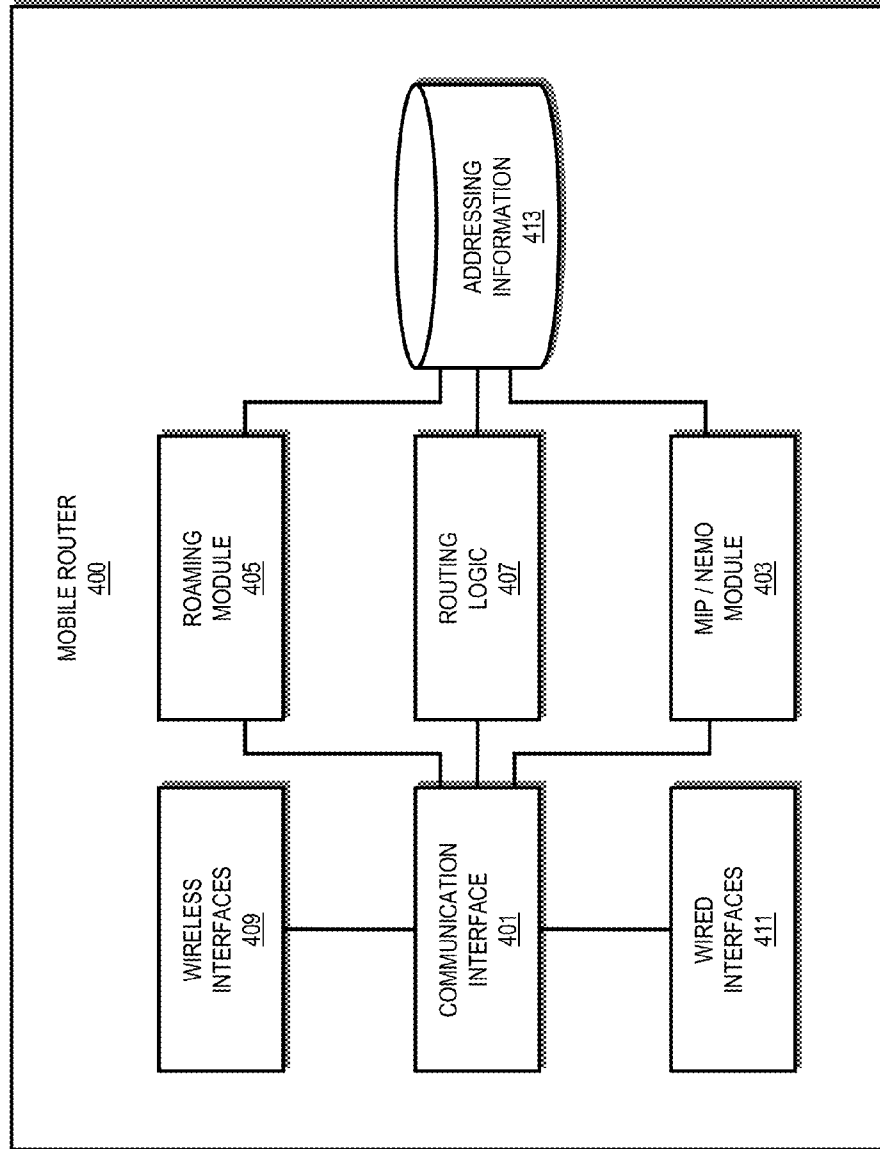 MOBILE ROUTER
400
WIRELESS
INTERFACES
409
ROAMING
MODULE
405
COMMUNICATION
INTERFACE
401
ROUTING
LOGIC
407
ADDRESSING
INFORMATION
413
WIRED
INTERFACES
411
MIP / NEMO
MODULE
403